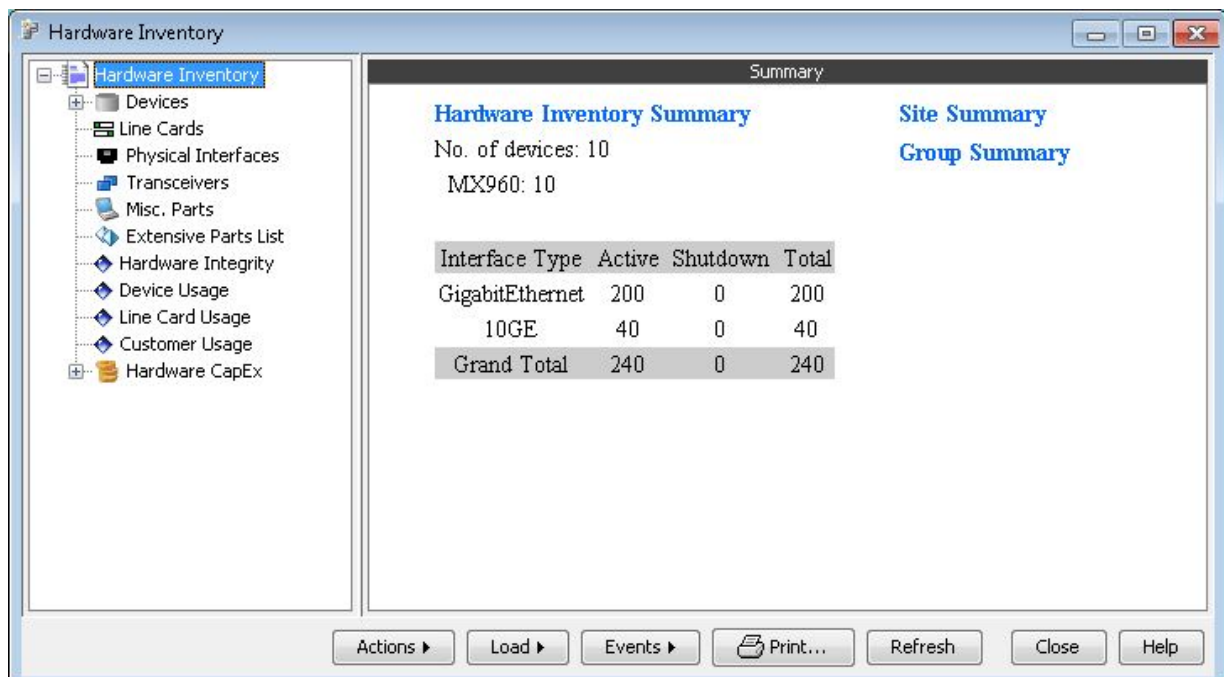 Hardware Inventory
Hardware Inventory
Devices
Line Cards
Physical Interfaces
Transceivers
Misc. Parts
Extensive Parts List
Hardware Integrity
Device Usage
Line Card Usage
Customer Usage
Hardware CapEx
Summary
Hardware Inventory Summary
No. of devices: 10
MX960: 10
Site Summary
Group Summary
Interface Type Active Shutdown Total
GigabitEthernet 200 0 200
10GE 40 0 40
Grand Total 240 0 240
Actions Load Events Print... Refresh Close Help